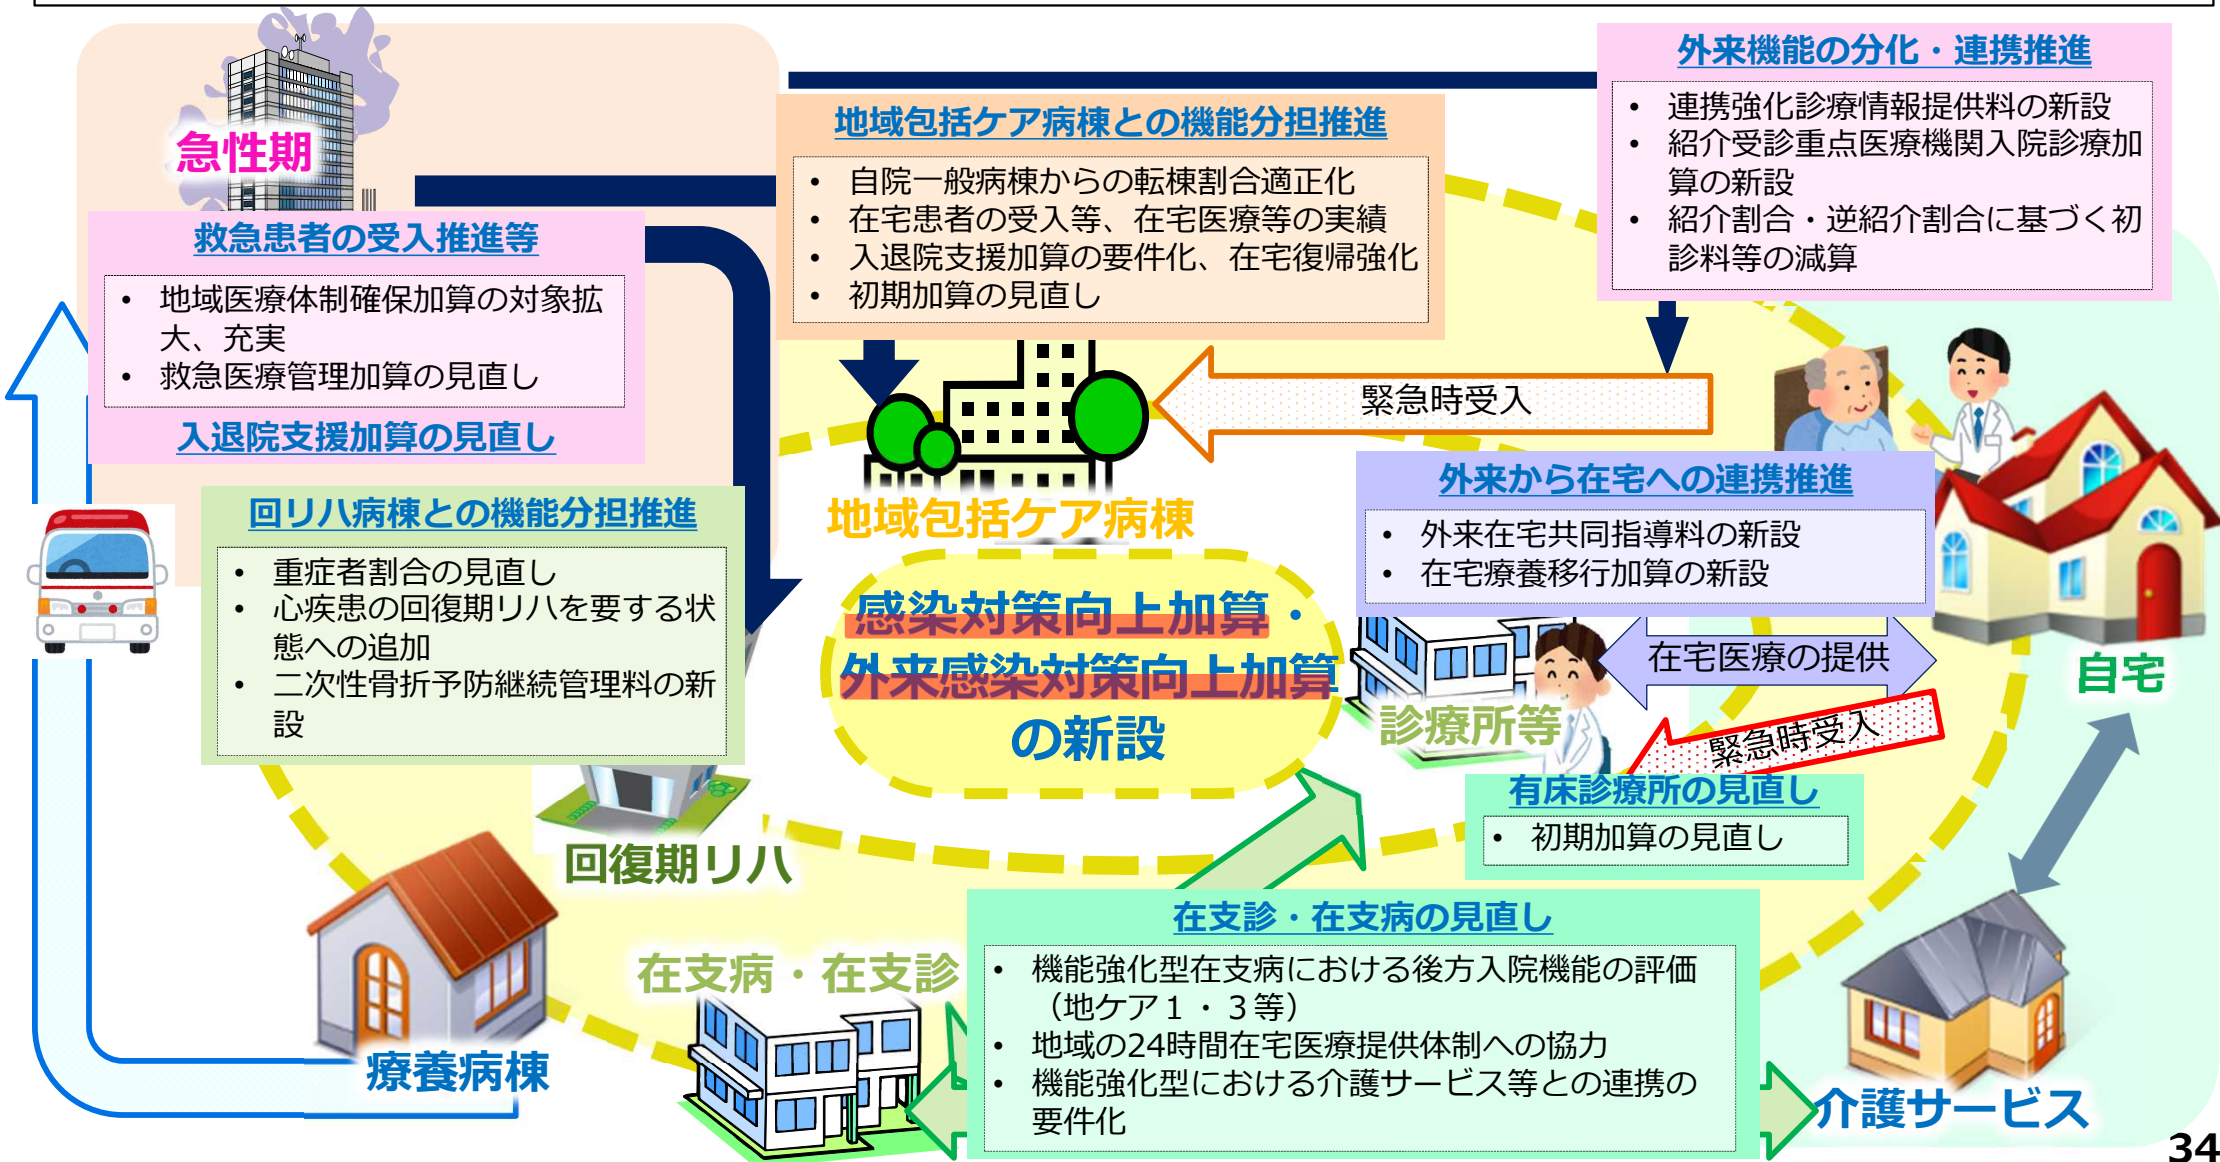 急性期
救急患者の受入推進等
• 地域医療体制確保加算の対象拡
大、充実
• 救急医療管理加算の見直し
入退院支援加算の見直し
地域包括ケア病棟との機能分担推進
• 自院一般病棟からの転棟割合適正化
• 在宅患者の受入等、在宅医療等の実績
• 入退院支援加算の要件化、在宅復帰強化
• 初期加算の見直し
外来機能の分化・連携推進
• 連携強化診療情報提供料の新設
• 紹介受診重点医療機関入院診療加
算の新設
• 紹介割合・逆紹介割合に基づく初
診料等の減算
緊急時受入
地域包括ケア病棟
回リハ病棟との機能分担推進
• 重症者割合の見直し
• 心疾患の回復期リハを要する状
態への追加
• 二次性骨折予防継続管理料の新
設
回復期リハ
感染対策向上加算・
外来感染対策向上加算
の新設
外来から在宅への連携推進
• 外来在宅共同指導料の新設
• 在宅療養移行加算の新設
在宅医療の提供
自宅
診療所等
緊急時受入
有床診療所の見直し
• 初期加算の見直し
在支診・在支病の見直し
• 機能強化型在支病における後方入院機能の評価
（地ケア１・３等）
• 地域の24時間在宅医療提供体制への協力
• 機能強化型における介護サービス等との連携の
要件化
在支病・在支診
療養病棟
介護サービス
34